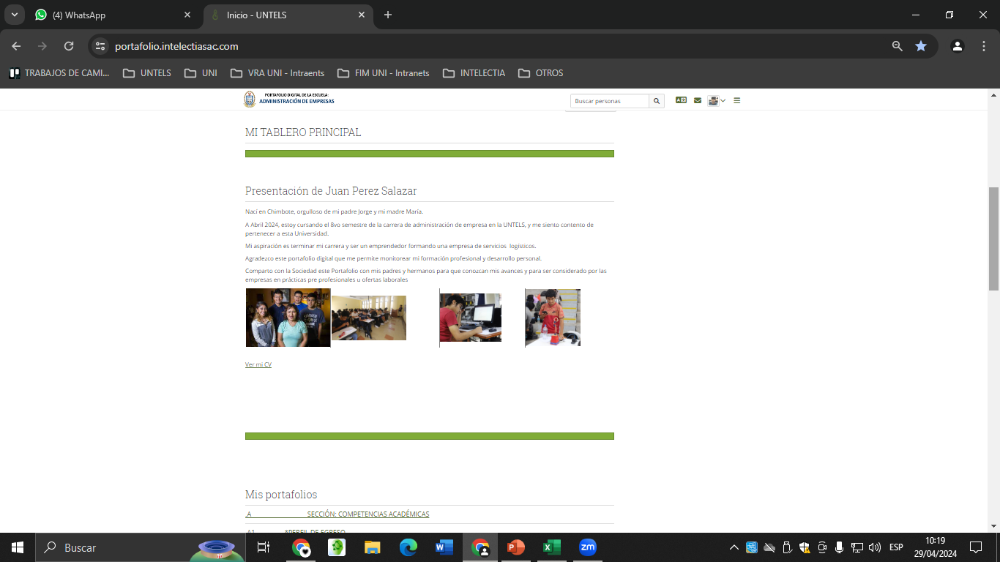 (4) WhatsApp
Inicio - UNTELS
portafolio.intelectiasac.com
TRABAJOS DE CAMI...
UNTELS
UNI
VRA UNI - Intraents
FIM UNI - Intranets
INTELECTIA
OTROS
PORTAFOLIO DIGITAL DE LA ESCUELA:
ADMINISTRACIÓN DE EMPRESAS
Buscar personas
MI TABLERO PRINCIPAL
Presentación de Juan Perez Salazar
Nací en Chimbote, orgulloso de mi padre Jorge y mi madre María.
A Abril 2024, estoy cursando el 8vo semestre de la carrera de administración de empresa en la UNTELS, y me siento contento de
pertenecer a esta Universidad.
Mi aspiración es terminar mi carrera y ser un emprendedor formando una empresa de servicios logísticos.
Agradezco este portafolio digital que me permite monitorear mi formación profesional y desarrollo personal.
Comparto con la Sociedad este Portafolio con mis padres y hermanos para que conozcan mis avances y para ser considerado por las
empresas en prácticas pre profesionales u ofertas laborales
Ver mi CV
Mis portafolios
.A SECCIÓN: COMPETENCIAS ACADÉMICAS
.A1 *PERFIL DE EGRESO
Buscar
ESP
10:19
29/04/2024